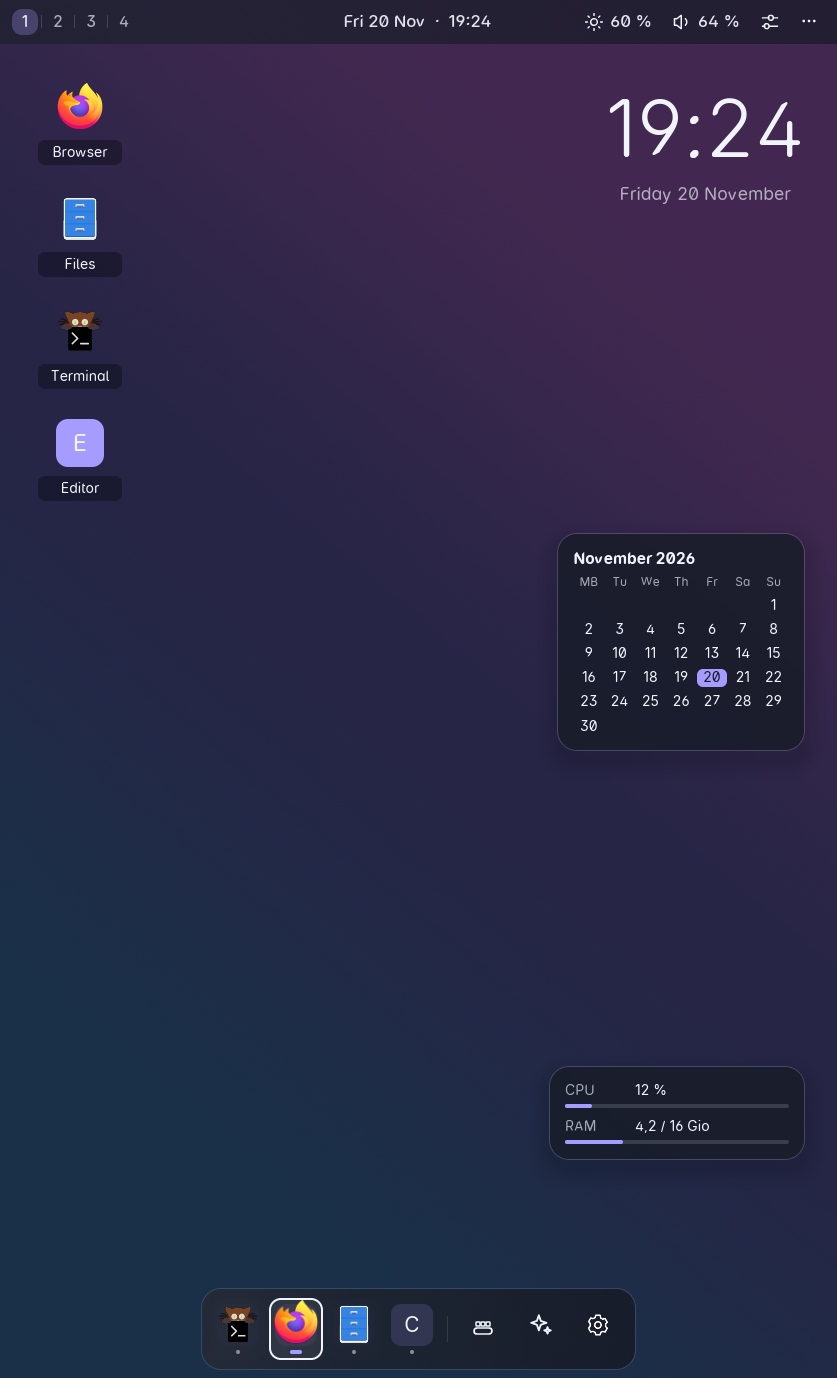 1 2 3 4 Fri 20 Nov · 19:24 60 % 64 % ...
19:24
Friday 20 November
Browser
Files
Terminal
E
Editor
November 2026
MB Tu We Th Fr Sa Su
1
2 3 4 5 6 7 8
9 10 11 12 13 14 15
16 17 18 19 20 21 22
23 24 25 26 27 28 29
30
CPU 12 %
RAM 4,2 / 16 Gio
C